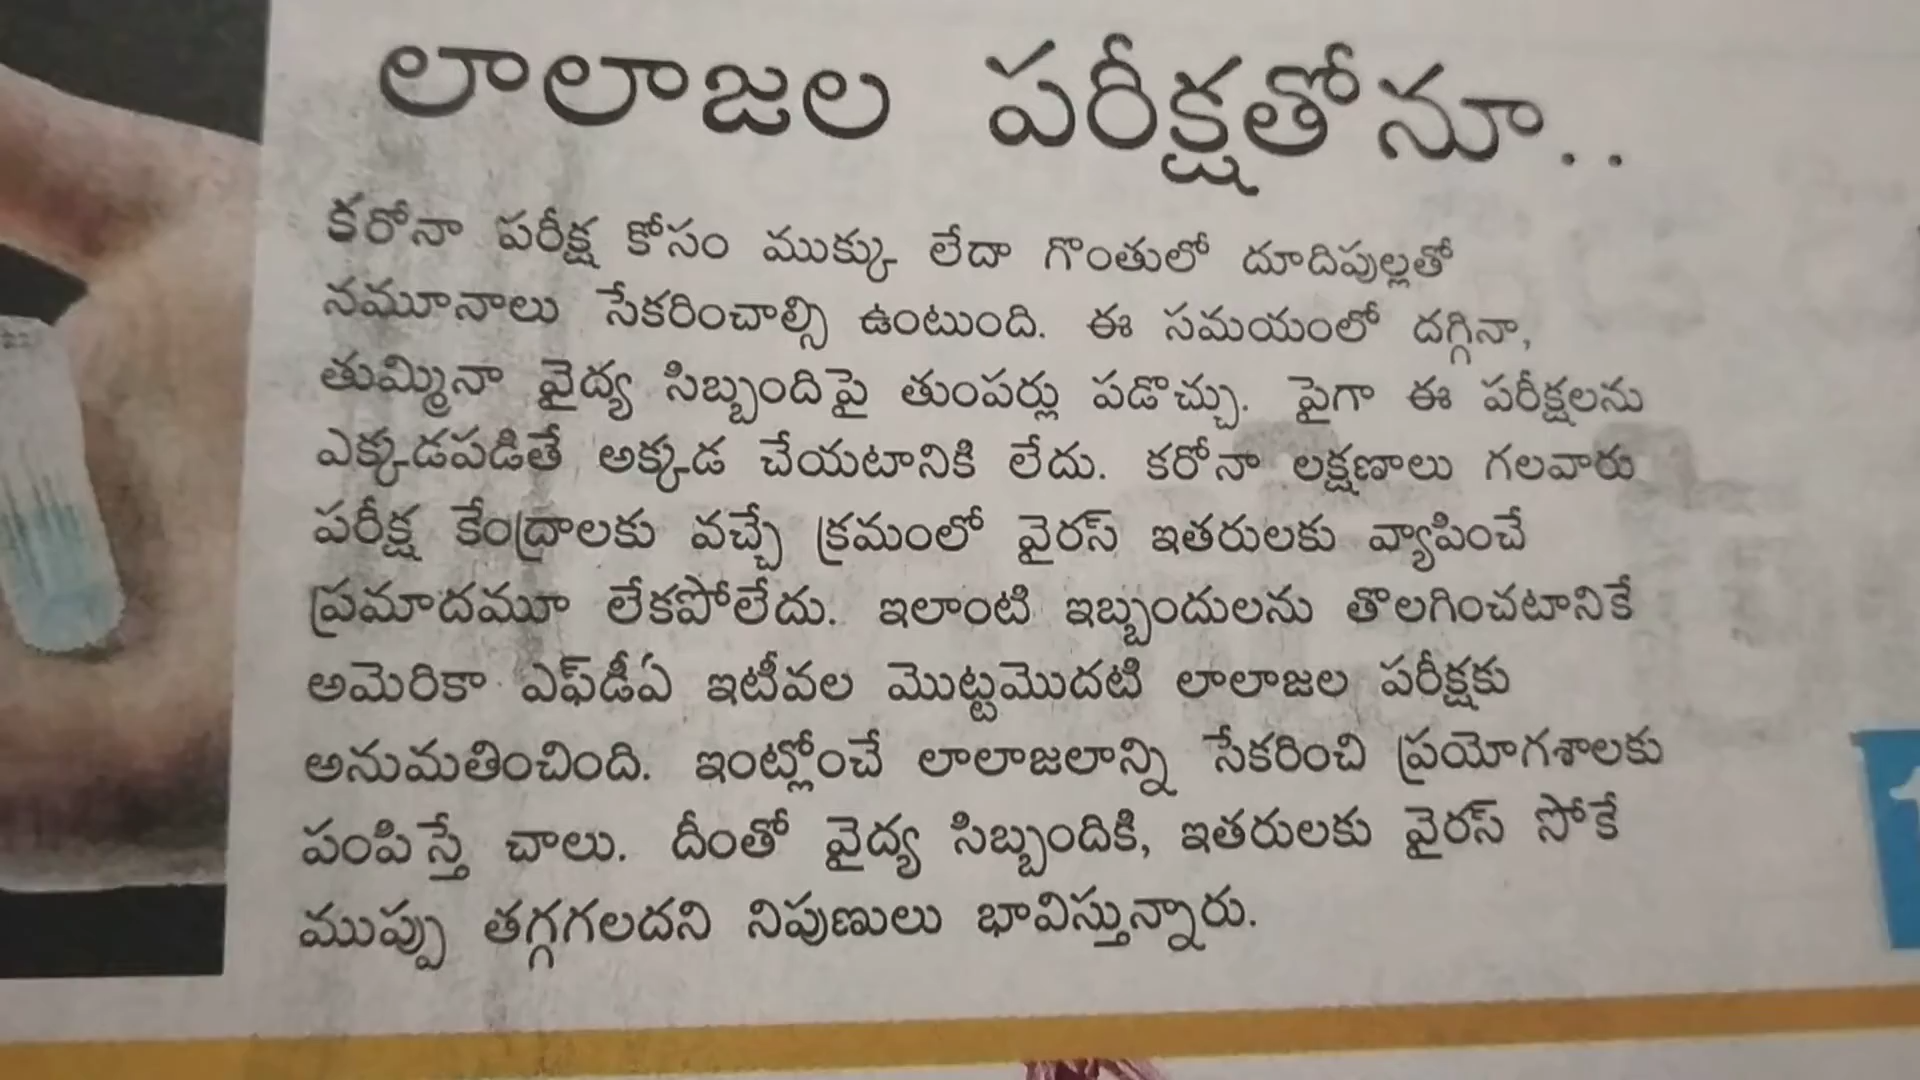 లాలాజల పరీక్షతోనూ..
కరోనా పరీక్ష కోసం ముక్కు లేదా గొంతులో దూదిపుల్లతో
నమూనాలు సేకరించాల్సి ఉంటుంది. ఈ సమయంలో దగ్గినా,
తుమ్మినా వైద్య సిబ్బందిపై తుంపర్లు పడొచ్చు. పైగా ఈ పరీక్షలను
ఎక్కడపడితే అక్కడ చేయటానికి లేదు. కరోనా లక్షణాలు గలవారు
పరీక్ష కేంద్రాలకు వచ్చే క్రమంలో వైరస్ ఇతరులకు వ్యాపించే
ప్రమాదమూ లేకపోలేదు. ఇలాంటి ఇబ్బందులను తొలగించటానికే
అమెరికా ఎఫ్‌డీఏ ఇటీవల మొట్టమొదటి లాలాజల పరీక్షకు
అనుమతించింది. ఇంట్లోంచే లాలాజలాన్ని సేకరించి ప్రయోగశాలకు
పంపిస్తే చాలు. దీంతో వైద్య సిబ్బందికి, ఇతరులకు వైరస్ సోకే
ముప్పు తగ్గగలదని నిపుణులు భావిస్తున్నారు.